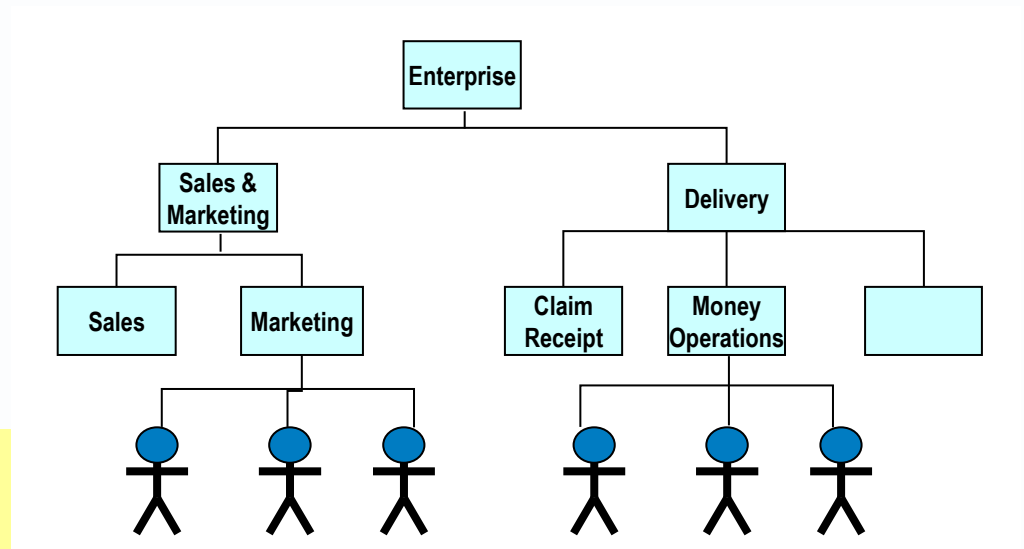 Enterprise
Sales &
Marketing
Delivery
Sales
Marketing
Claim
Receipt
Money
Operations